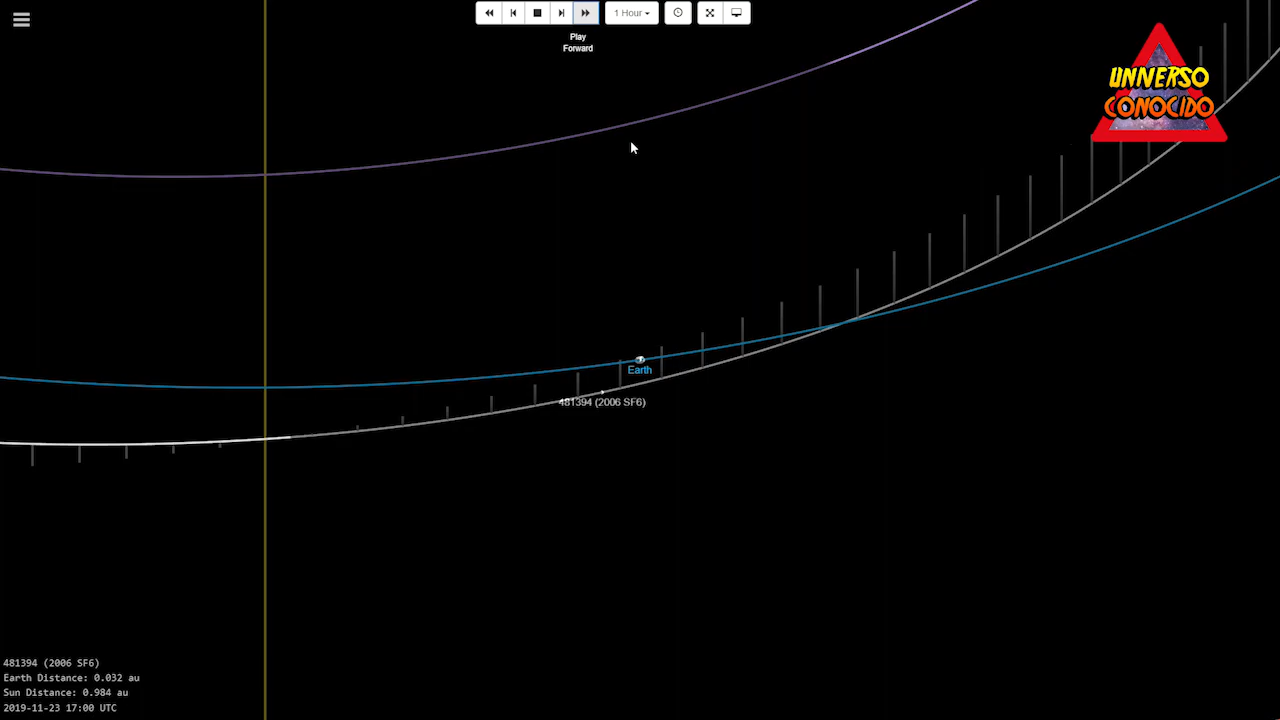 1 Hour
Play
Forward
UNIVERSO
CONOCIDO
Earth
481394 (2006 SF6)
481394 (2006 SF6)
Earth Distance: 0.032 au
Sun Distance: 0.984 au
2019-11-23 17:00 UTC